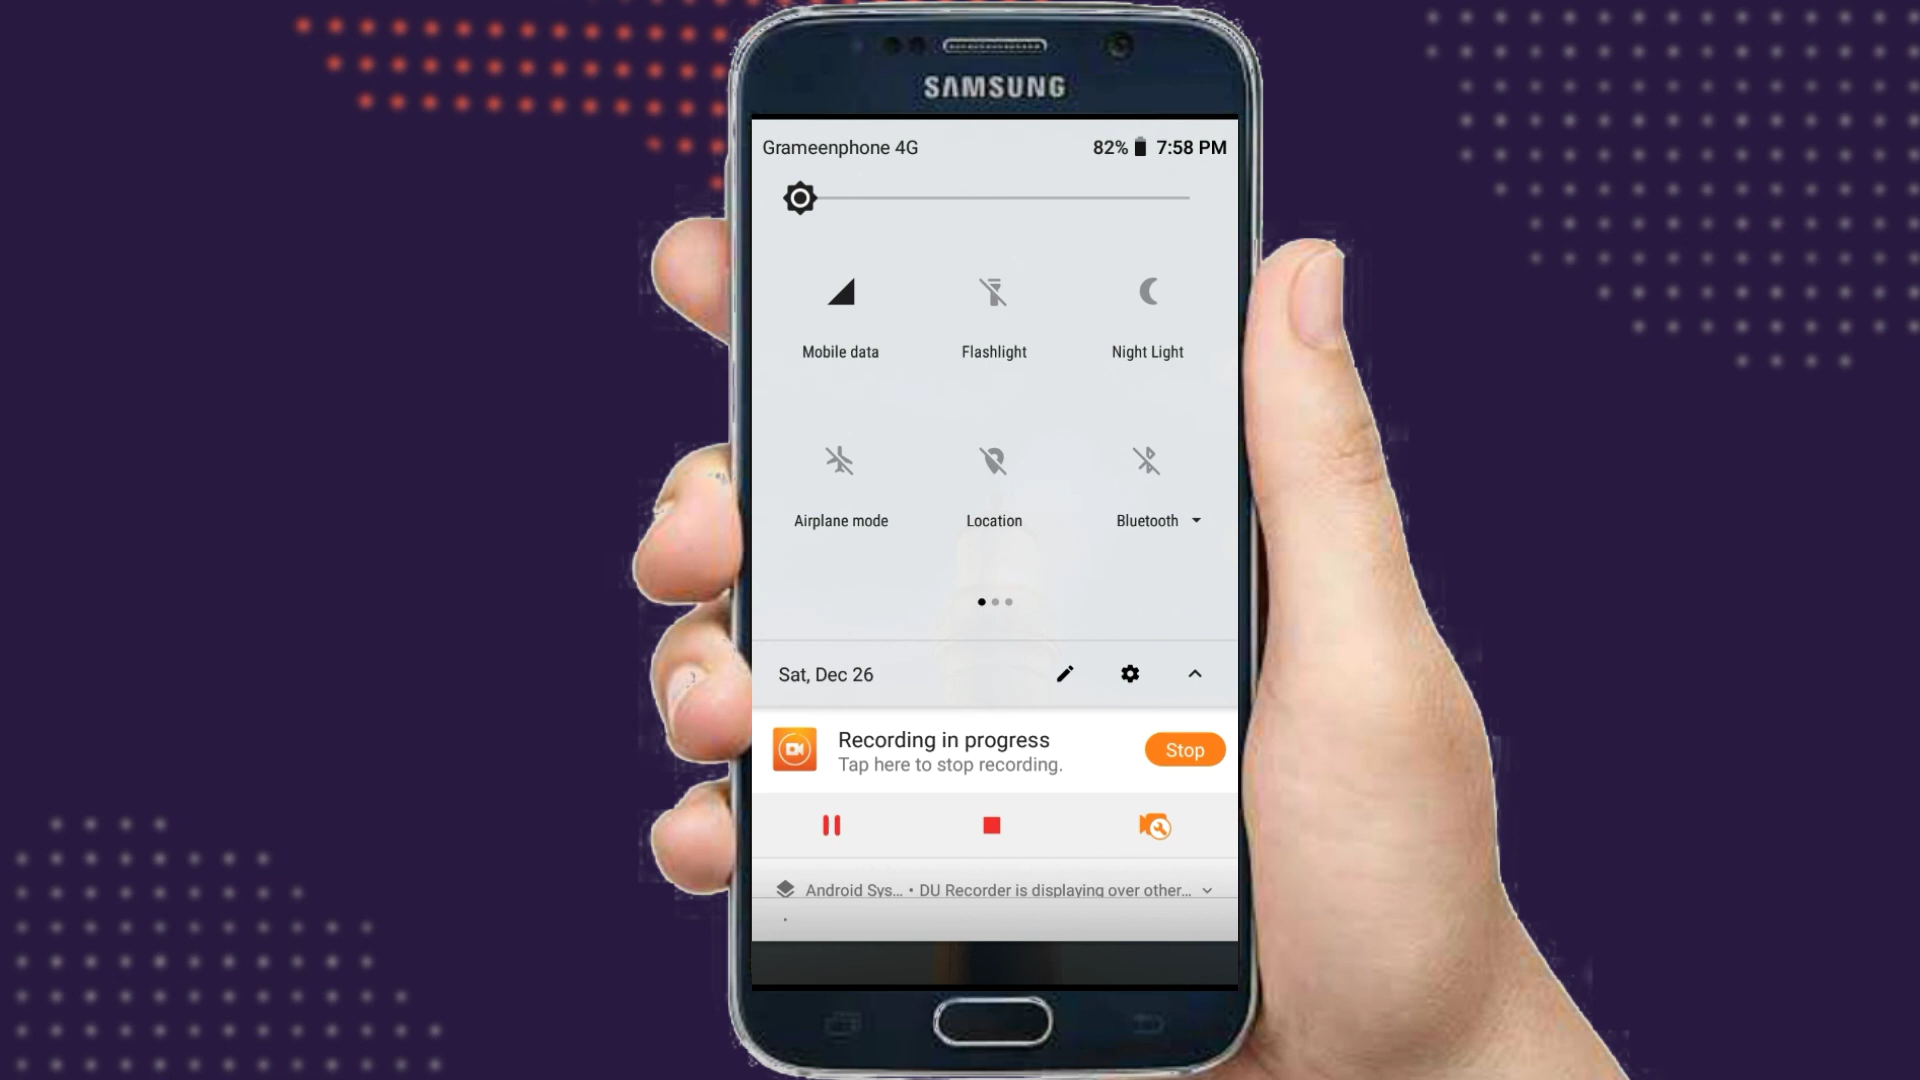 SAMSUNG
Grameenphone 4G 82% 7:58 PM
Mobile data Flashlight Night Light
Airplane mode Location Bluetooth
Sat, Dec 26
Recording in progress
Tap here to stop recording.
Stop
Android Sys... • DU Recorder is displaying over other...